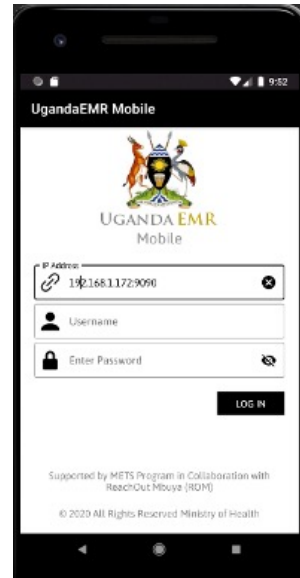 9:52
UgandaEMR Mobile
UGANDA EMR
Mobile
IP Address
192.168.1.172:9090
Username
Enter Password
LOG IN
Supported by METS Program in Collaboration with
ReachOut Mbuya (ROM)
© 2020 All Rights Reserved Ministry of Health